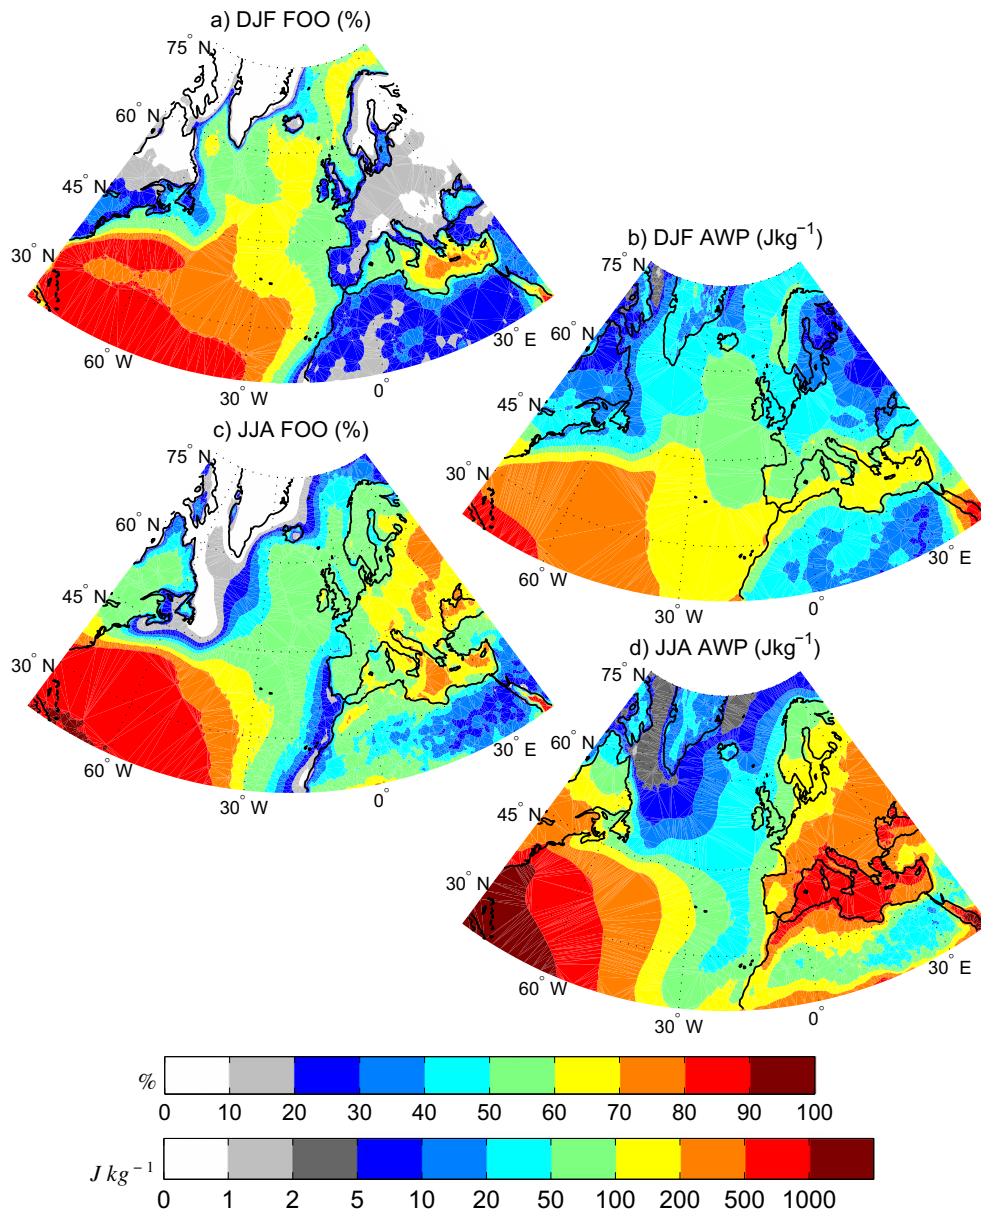 a) DJF FOO (%)
75° N
60° N
45° N
30° N
60° W
30° W
0°
30° E
b) DJF AWP (Jkg⁻¹)
75° N
60° N
45° N
30° N
60° W
30° W
0°
30° E
c) JJA FOO (%)
75° N
60° N
45° N
30° N
60° W
30° W
0°
30° E
d) JJA AWP (Jkg⁻¹)
75° N
60° N
45° N
30° N
60° W
30° W
0°
30° E
%
0 10 20 30 40 50 60 70 80 90 100
J kg⁻¹
0 1 2 5 10 20 50 100 200 500 1000